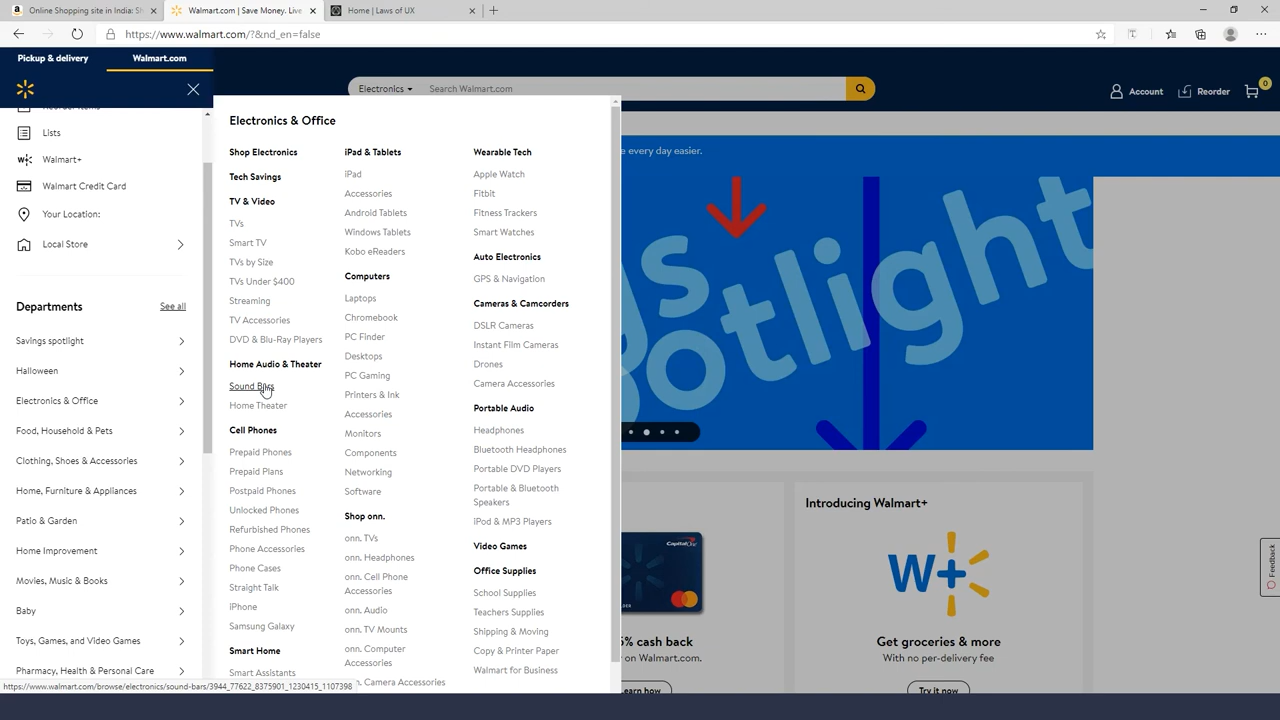 Online Shopping site in India: Sh
Walmart.com | Save Money. Live
Home | Laws of UX
https://www.walmart.com/?&nd_en=false
Pickup & delivery
Walmart.com
Electronics
Search Walmart.com
Account
Reorder
0
Lists
Walmart+
Walmart Credit Card
Your Location:
Local Store
Departments
See all
Savings spotlight
Halloween
Electronics & Office
Food, Household & Pets
Clothing, Shoes & Accessories
Home, Furniture & Appliances
Patio & Garden
Home Improvement
Movies, Music & Books
Baby
Toys, Games, and Video Games
Pharmacy, Health & Personal Care
Electronics & Office
Shop Electronics
Tech Savings
TV & Video
TVs
Smart TV
TVs by Size
TVs Under $400
Streaming
TV Accessories
DVD & Blu-Ray Players
Home Audio & Theater
Sound Bars
Home Theater
Cell Phones
Prepaid Phones
Prepaid Plans
Postpaid Phones
Unlocked Phones
Refurbished Phones
Phone Accessories
Phone Cases
Straight Talk
iPhone
Samsung Galaxy
Smart Home
Smart Assistants
iPad & Tablets
iPad
Accessories
Android Tablets
Windows Tablets
Kobo eReaders
Computers
Laptops
Chromebook
PC Finder
Desktops
PC Gaming
Printers & Ink
Accessories
Monitors
Components
Networking
Software
Shop onn.
onn. TVs
onn. Headphones
onn. Cell Phone
Accessories
onn. Audio
onn. TV Mounts
onn. Computer
Accessories
onn. Camera Accessories
Wearable Tech
Apple Watch
Fitbit
Fitness Trackers
Smart Watches
Auto Electronics
GPS & Navigation
Cameras & Camcorders
DSLR Cameras
Instant Film Cameras
Drones
Camera Accessories
Portable Audio
Headphones
Bluetooth Headphones
Portable DVD Players
Portable & Bluetooth
Speakers
iPod & MP3 Players
Video Games
Office Supplies
School Supplies
Teachers Supplies
Shipping & Moving
Copy & Printer Paper
Walmart for Business
e every day easier.
gs
potlight
CapitalOne
5% cash back
on Walmart.com.
Learn how
Introducing Walmart+
W+
Get groceries & more
With no per-delivery fee
Try it now
Feedback
https://www.walmart.com/browse/electronics/sound-bars/3944_77622_8375901_1230415_1107398